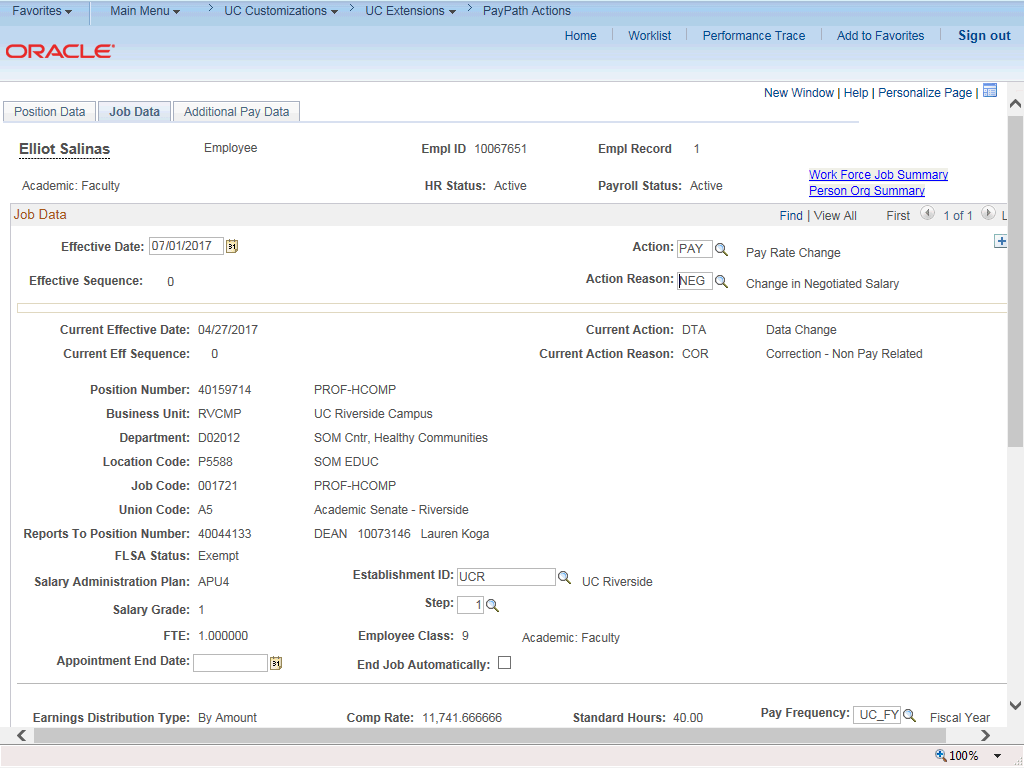 Favorites Main Menu > UC Customizations > UC Extensions > PayPath Actions
Home Worklist Performance Trace Add to Favorites Sign out
ORACLE
New Window | Help | Personalize Page |
Position Data Job Data Additional Pay Data
Elliot Salinas Employee Empl ID 10067651 Empl Record 1
Academic: Faculty HR Status: Active Payroll Status: Active
Work Force Job Summary
Person Org Summary
Job Data Find | View All First 1 of 1 L
Effective Date: 07/01/2017 31 Action: PAY Pay Rate Change
Effective Sequence: 0 Action Reason: NEG Change in Negotiated Salary
Current Effective Date: 04/27/2017 Current Action: DTA Data Change
Current Eff Sequence: 0 Current Action Reason: COR Correction - Non Pay Related
Position Number: 40159714 PROF-HCOMP
Business Unit: RVCMP UC Riverside Campus
Department: D02012 SOM Cntr, Healthy Communities
Location Code: P5588 SOM EDUC
Job Code: 001721 PROF-HCOMP
Union Code: A5 Academic Senate - Riverside
Reports To Position Number: 40044133 DEAN 10073146 Lauren Koga
FLSA Status: Exempt
Salary Administration Plan: APU4 Establishment ID: UCR UC Riverside
Salary Grade: 1 Step: 1
FTE: 1.000000 Employee Class: 9 Academic: Faculty
Appointment End Date: 31 End Job Automatically:
Earnings Distribution Type: By Amount Comp Rate: 11,741.666666 Standard Hours: 40.00 Pay Frequency: UC_FY Fiscal Year
100%